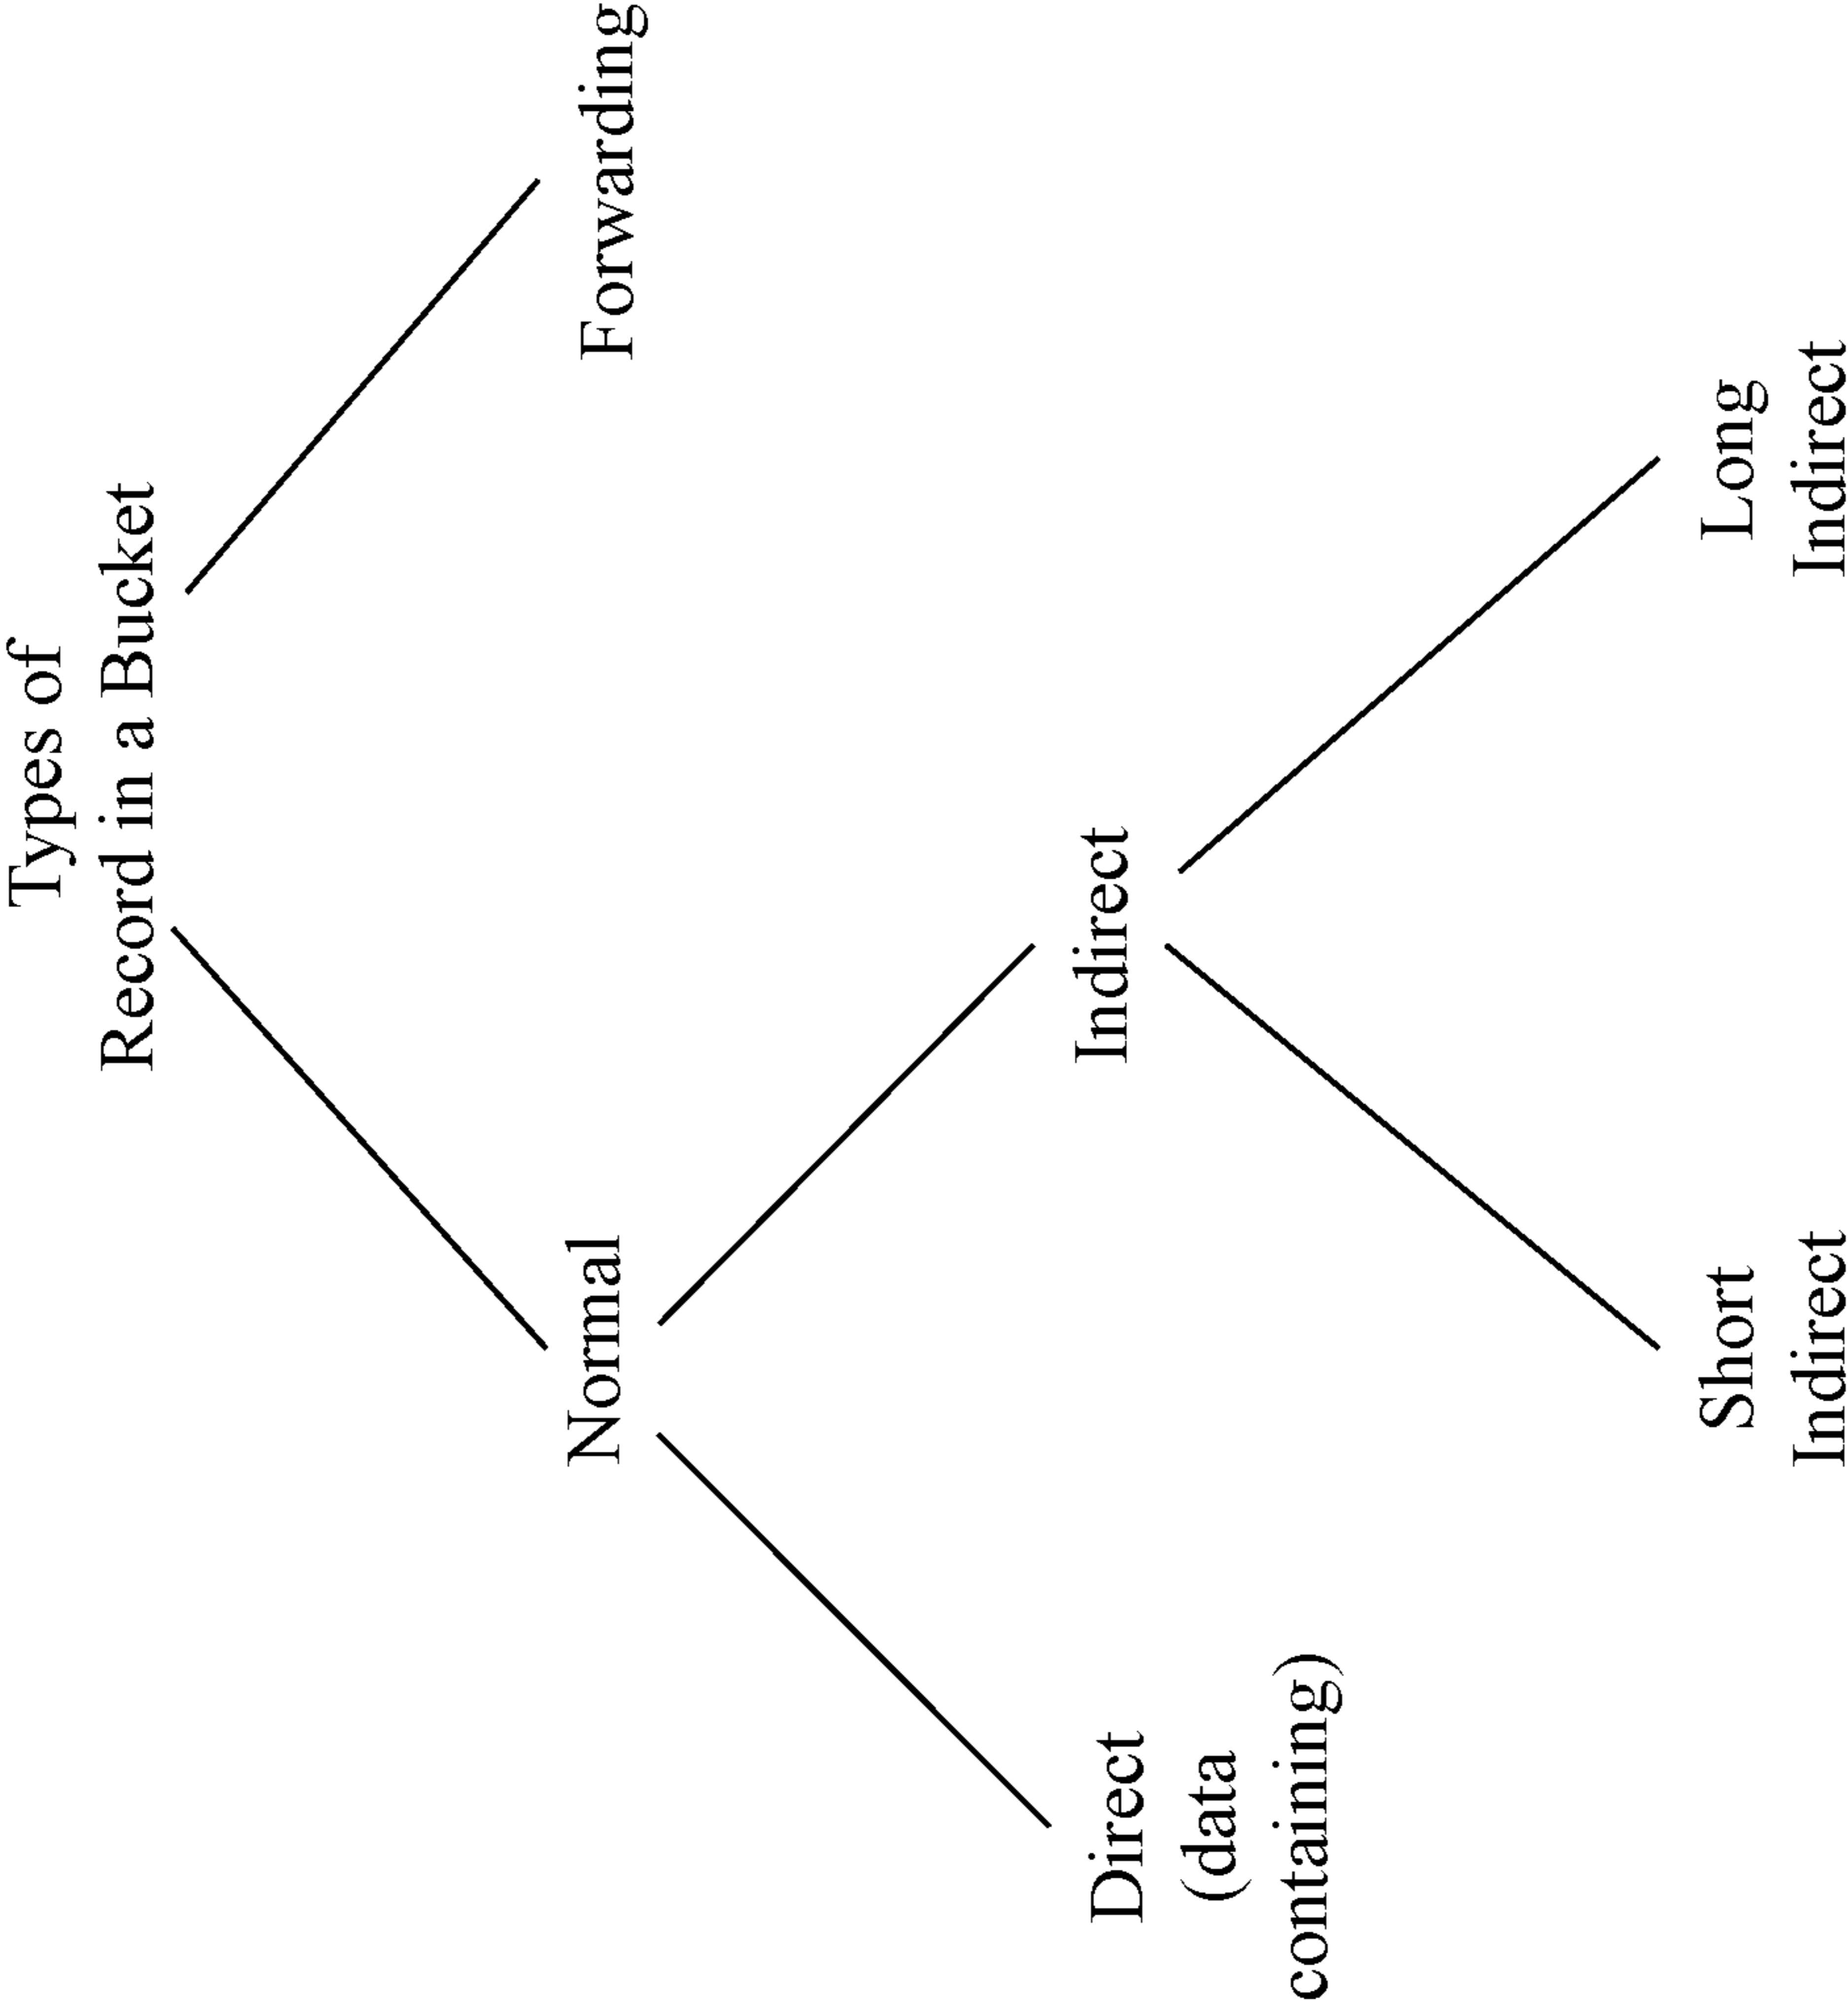 Types of
Record in a Bucket
Normal
Forwarding
Direct
(data
containing)
Indirect
Short
Indirect
Long
Indirect